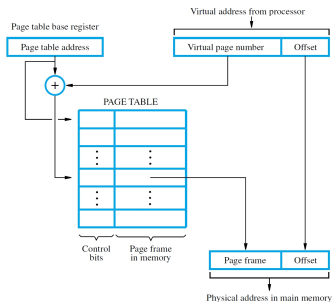 Virtual address from processor
Page table base register
Page table address
Virtual page number
Offset
+
PAGE TABLE
Control
bits
Page frame
in memory
Page frame
Offset
Physical address in main memory